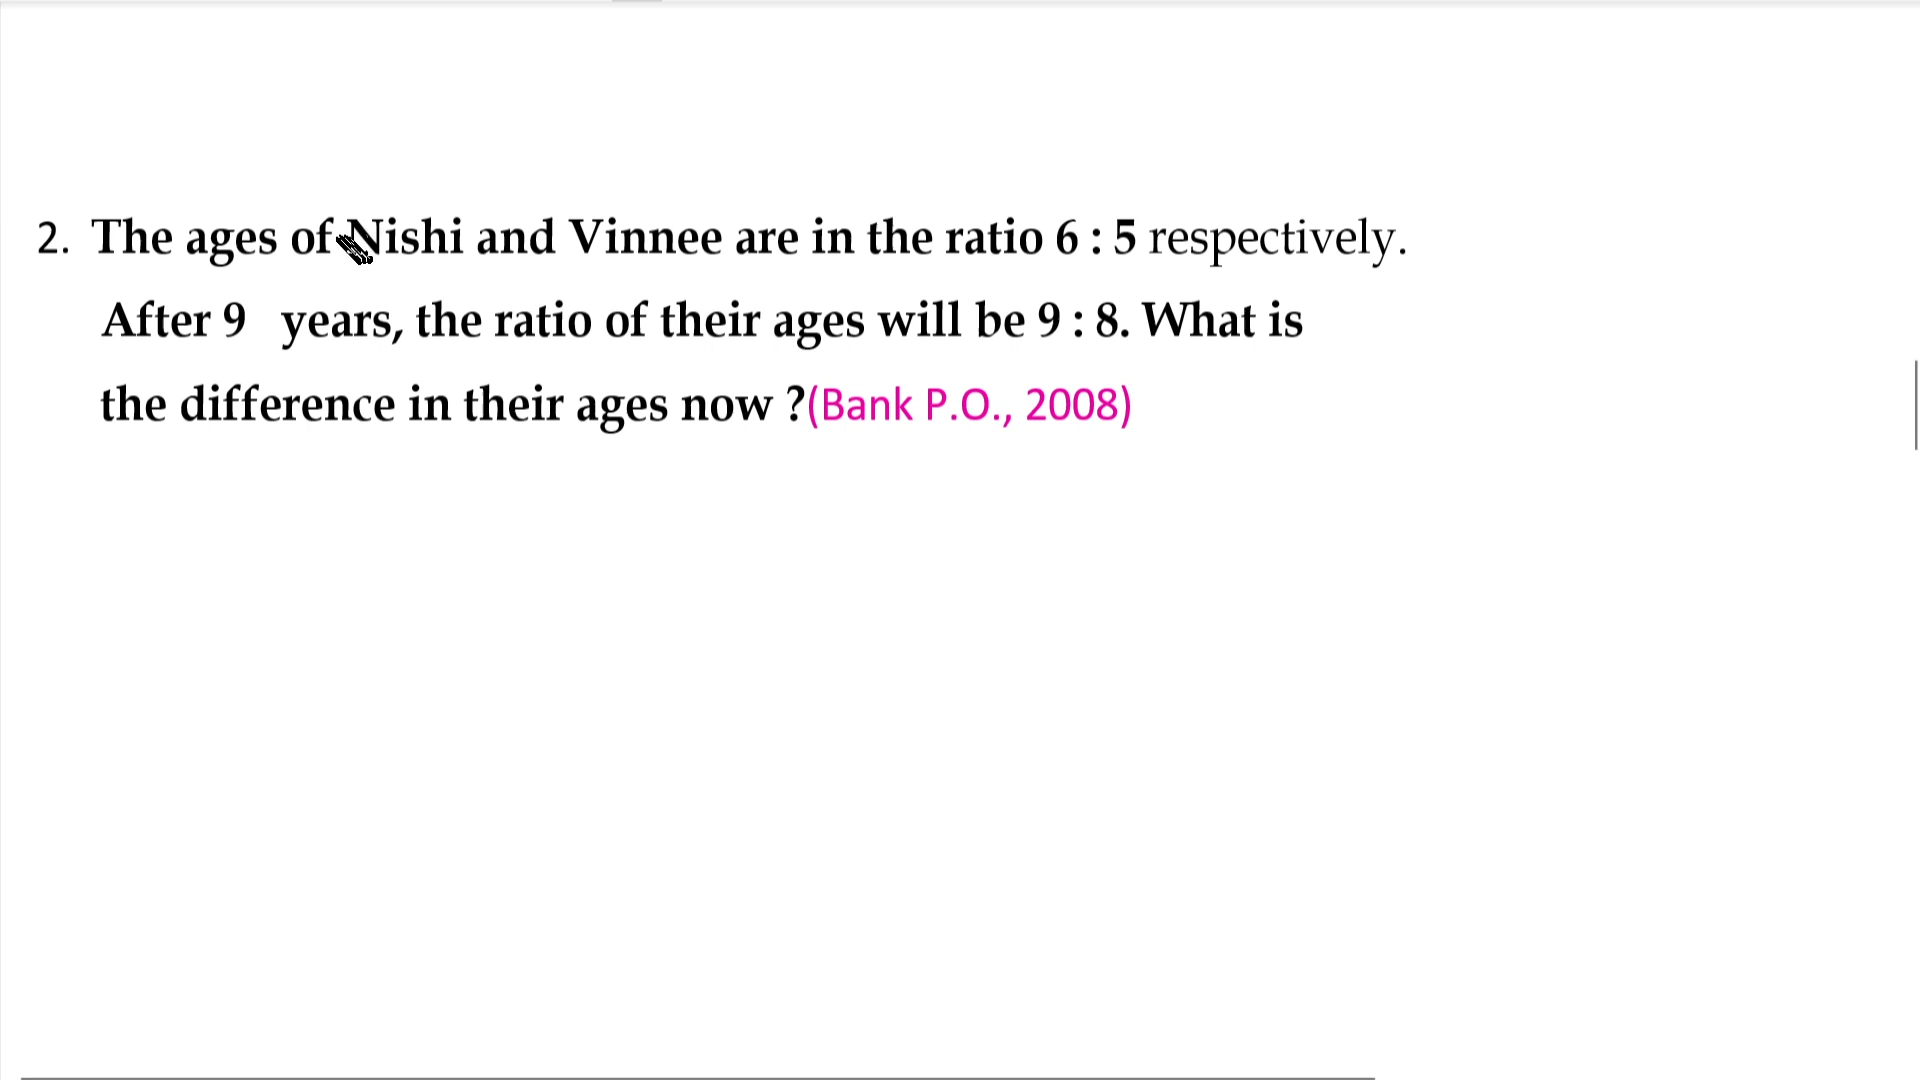 2. The ages of Nishi and Vinnee are in the ratio 6 : 5 respectively.
After 9 years, the ratio of their ages will be 9 : 8. What is
the difference in their ages now ?(Bank P.O., 2008)